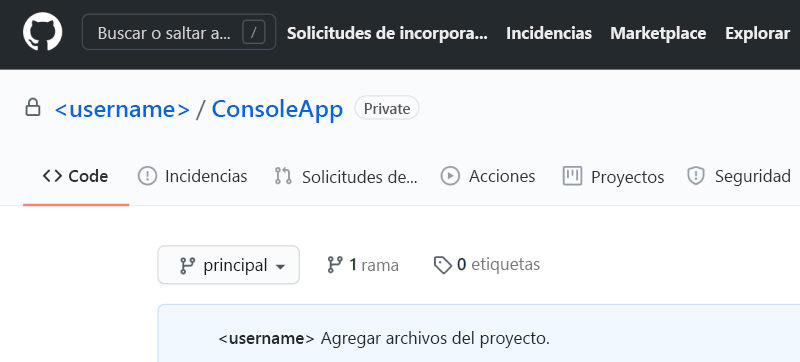 Buscar o saltar a... / Solicitudes de incorpora... Incidencias Marketplace Explorar
<username> / ConsoleApp Private
<> Code Incidencias Solicitudes de... Acciones Proyectos Seguridad
principal 1 rama 0 etiquetas
<username> Agregar archivos del proyecto.